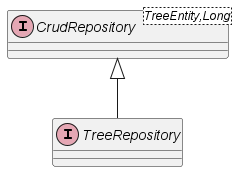 TreeEntity,Long
I CrudRepository
I TreeRepository